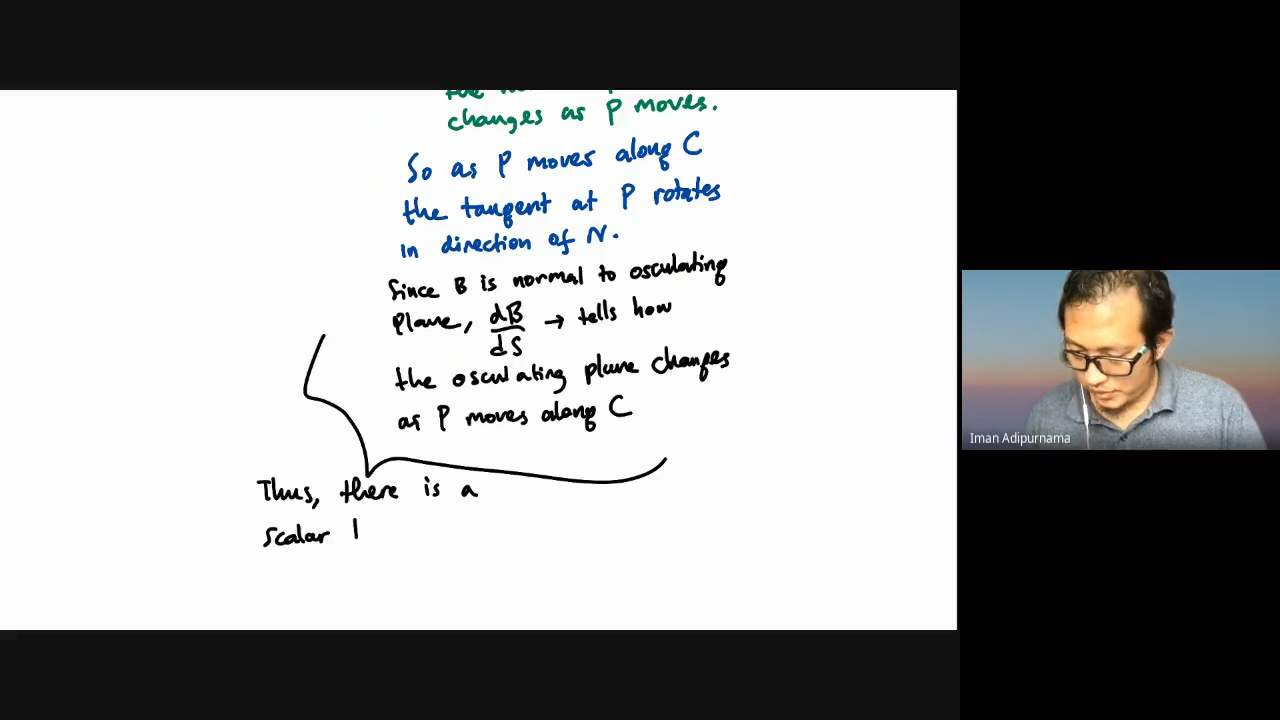 the
changes as P moves.
So as P moves along C
the tangent at P rotates
in direction of N.
Since B is normal to osculating
plane, dB/dS → tells how
the osculating plane changes
as P moves along C
Thus, there is a
scalar
Iman Adipurnama